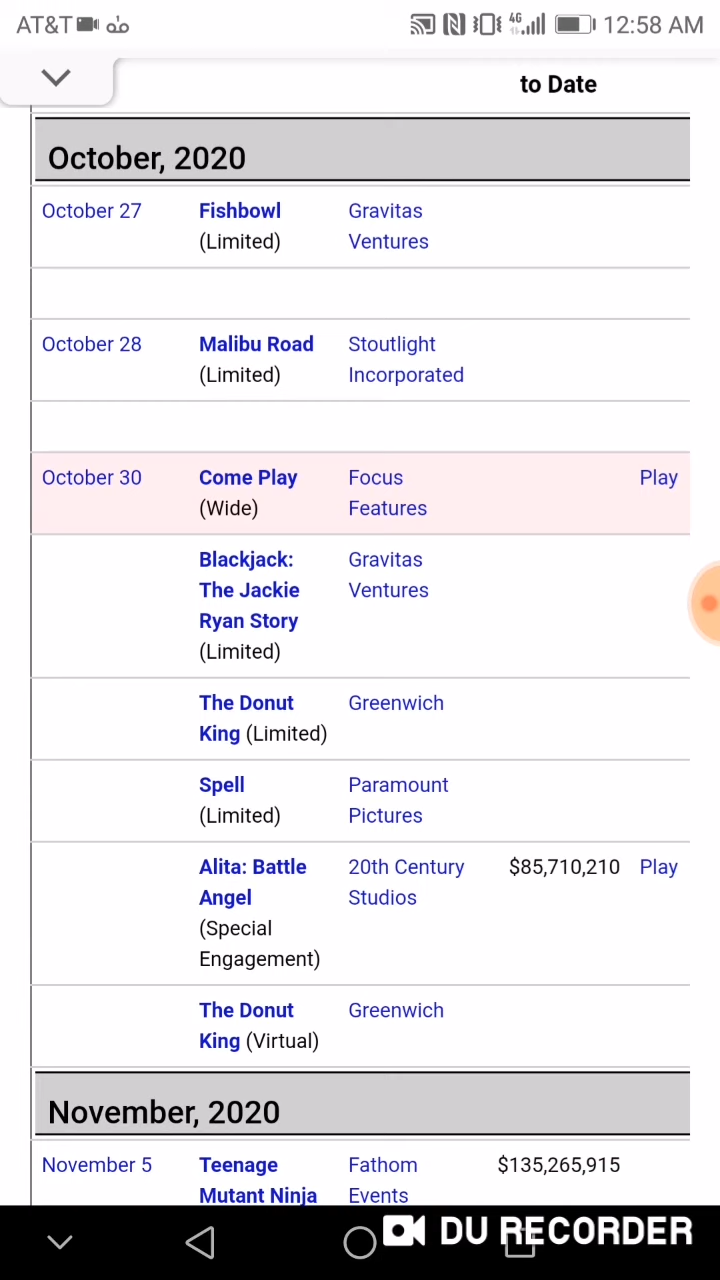 AT&T 4G 12:58 AM
to Date
October, 2020
October 27 Fishbowl Gravitas
(Limited) Ventures
October 28 Malibu Road Stoutlight
(Limited) Incorporated
October 30 Come Play Focus Play
(Wide) Features
Blackjack: Gravitas
The Jackie Ventures
Ryan Story
(Limited)
The Donut Greenwich
King (Limited)
Spell Paramount
(Limited) Pictures
Alita: Battle 20th Century $85,710,210 Play
Angel Studios
(Special
Engagement)
The Donut Greenwich
King (Virtual)
November, 2020
November 5 Teenage Fathom $135,265,915
Mutant Ninja Events
DU RECORDER